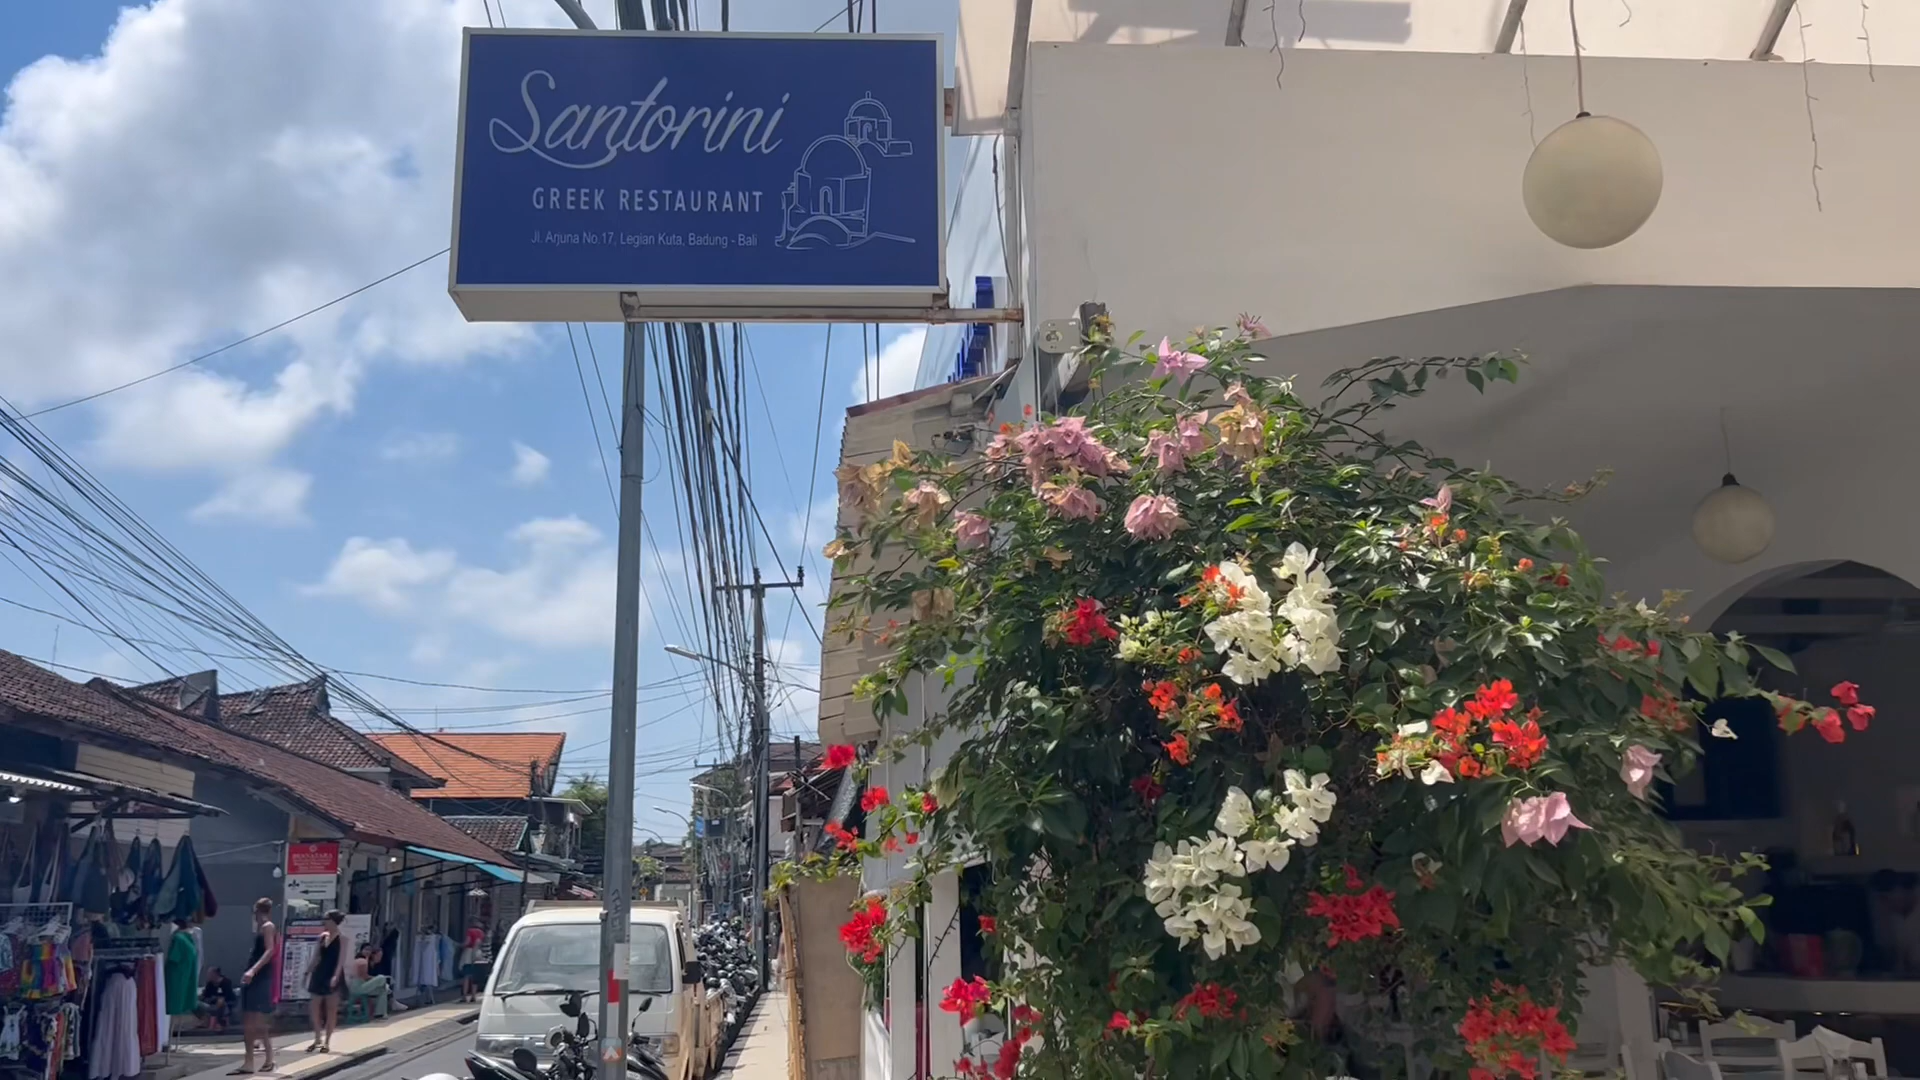 Santorini
GREEK RESTAURANT
Jl. Arjuna No.17, Legian Kuta, Badung - Bali